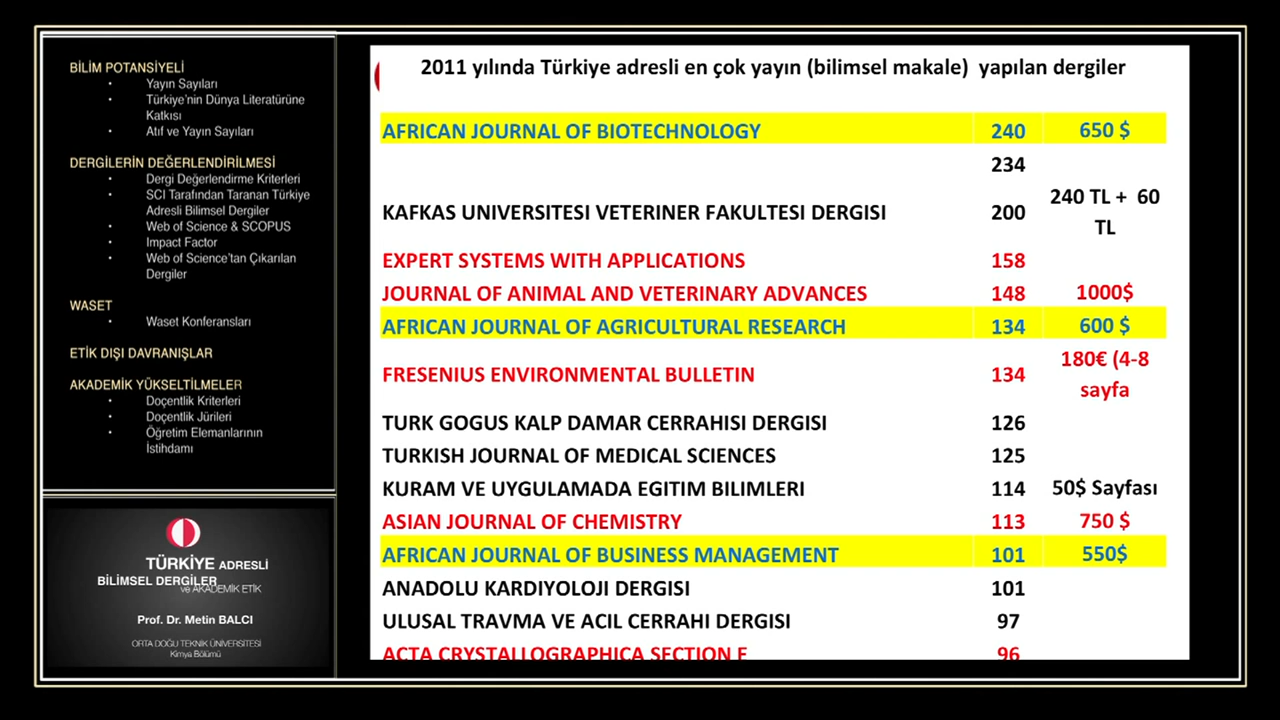 BİLİM POTANSİYELİ
• Yayın Sayıları
• Türkiye'nin Dünya Literatürüne
Katkısı
• Atıf ve Yayın Sayıları
DERGİLERİN DEĞERLENDİRİLMESİ
• Dergi Değerlendirme Kriterleri
• SCI Tarafından Taranan Türkiye
Adresli Bilimsel Dergiler
• Web of Science & SCOPUS
• Impact Factor
• Web of Science'tan Çıkarılan
Dergiler
WASET
• Waset Konferansları
ETİK DIŞI DAVRANIŞLAR
AKADEMİK YÜKSELTİLMELER
• Doçentlik Kriterleri
• Doçentlik Jürileri
• Öğretim Elemanlarının
İstihdamı
TÜRKİYE ADRESLİ
BİLİMSEL DERGİLER
ve AKADEMİK ETİK
Prof. Dr. Metin BALCI
ORTA DOĞU TEKNİK ÜNİVERSİTESİ
Kimya Bölümü
2011 yılında Türkiye adresli en çok yayın (bilimsel makale) yapılan dergiler
AFRICAN JOURNAL OF BIOTECHNOLOGY 240 650 $
234
KAFKAS UNIVERSITESI VETERINER FAKULTESI DERGISI 200 240 TL + 60
TL
EXPERT SYSTEMS WITH APPLICATIONS 158
JOURNAL OF ANIMAL AND VETERINARY ADVANCES 148 1000$
AFRICAN JOURNAL OF AGRICULTURAL RESEARCH 134 600 $
FRESENIUS ENVIRONMENTAL BULLETIN 134 180€ (4-8
sayfa
TURK GOGUS KALP DAMAR CERRAHISI DERGISI 126
TURKISH JOURNAL OF MEDICAL SCIENCES 125
KURAM VE UYGULAMADA EGITIM BILIMLERI 114 50$ Sayfası
ASIAN JOURNAL OF CHEMISTRY 113 750 $
AFRICAN JOURNAL OF BUSINESS MANAGEMENT 101 550$
ANADOLU KARDIYOLOJI DERGISI 101
ULUSAL TRAVMA VE ACIL CERRAHI DERGISI 97
ACTA CRYSTALLOGRAPHICA SECTION E 96